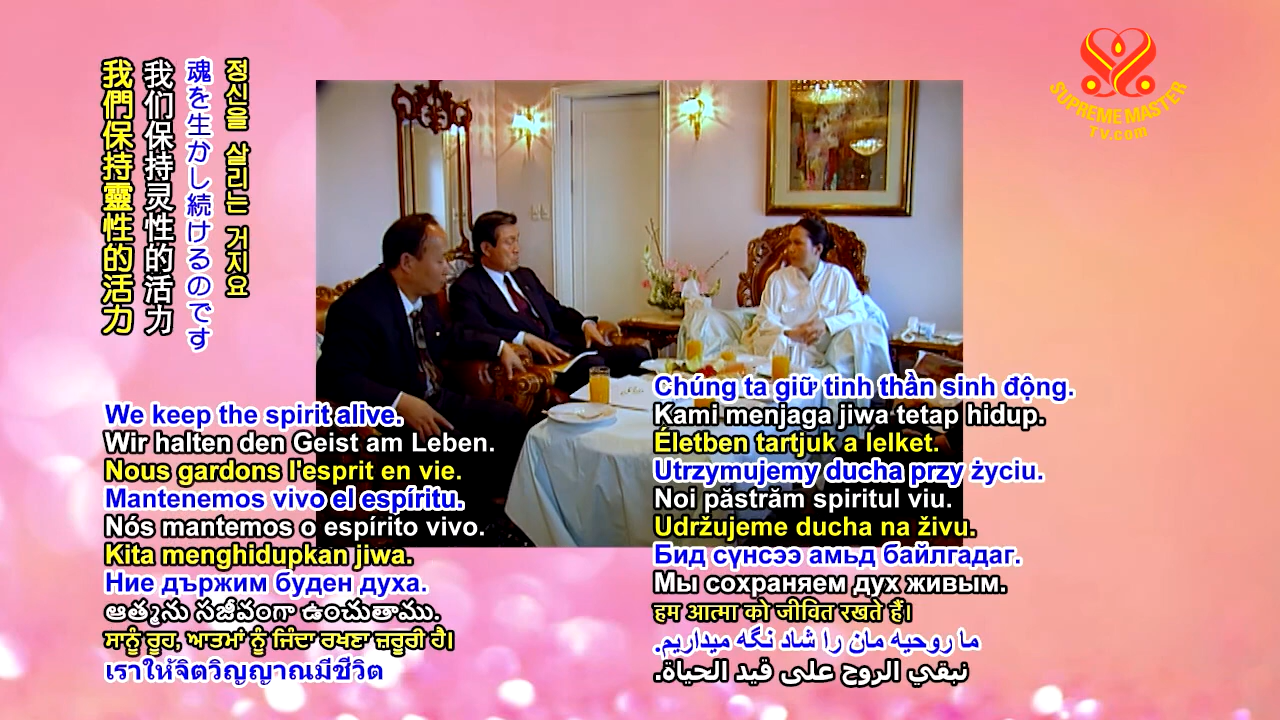 我們保持靈性的活力
我们保持灵性的活力
魂を生かし続けるのです
정신을 살리는 거지요
SUPREME MASTER
TV.com
We keep the spirit alive.
Wir halten den Geist am Leben.
Nous gardons l'esprit en vie.
Mantenemos vivo el espíritu.
Nós mantemos o espírito vivo.
Kita menghidupkan jiwa.
Ние държим буден духа.
ఆత్మను సజీవంగా ఉంచుతాము.
ਸਾਨੂੰ ਰੂਹ, ਆਤਮਾਂ ਨੂੰ ਜਿੰਦਾ ਰਖਣਾ ਜ਼ਰੂਰੀ ਹੈ।
เราให้จิตวิญญาณมีชีวิต
Chúng ta giữ tinh thần sinh động.
Kami menjaga jiwa tetap hidup.
Életben tartjuk a lelket.
Utrzymujemy ducha przy życiu.
Noi păstrăm spiritul viu.
Udržujeme ducha na živu.
Бид сүнсээ амьд байлгадаг.
Мы сохраняем дух живым.
हम आत्मा को जीवित रखते हैं।
ما روحیه مان را شاد نگه میداریم.
نبقي الروح على قيد الحياة.